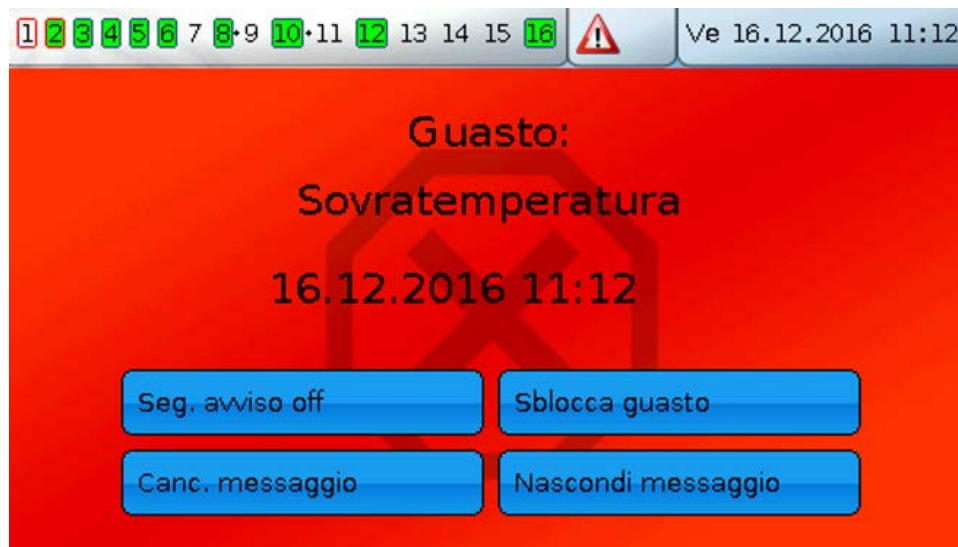 1 2 3 4 5 6 7 8+9 10+11 12 13 14 15 16 Ve 16.12.2016 11:12
Guasto:
Sovratemperatura
16.12.2016 11:12
Seg. avviso off Sblocca guasto
Canc. messaggio Nascondi messaggio